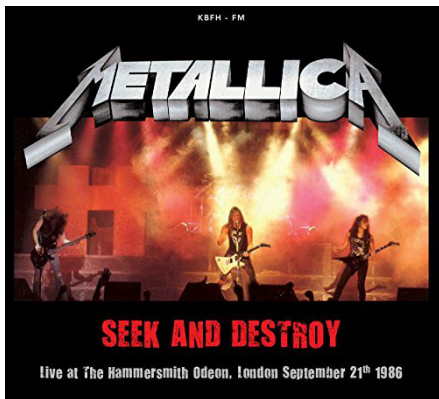 KBFH - FM
METALLICA
SEEK AND DESTROY
Live at The Hammersmith Odeon, London September 21th 1986